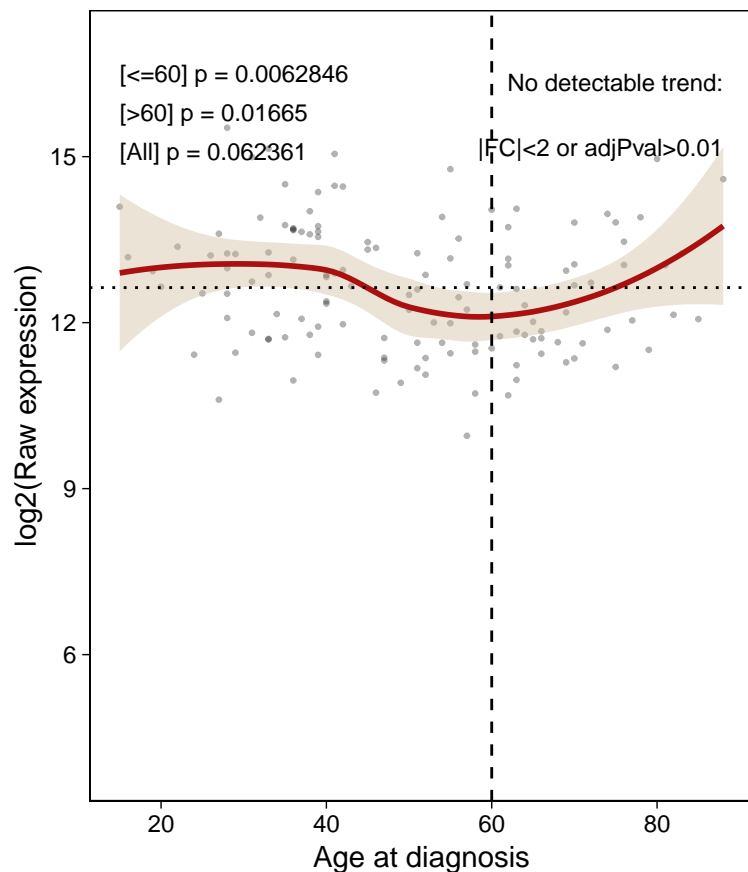 [<=60] p = 0.0062846
[>60] p = 0.01665
[All] p = 0.062361
No detectable trend:
|FC|<2 or adjPval>0.01
log2(Raw expression)
15
12
9
6
20
40
60
80
Age at diagnosis